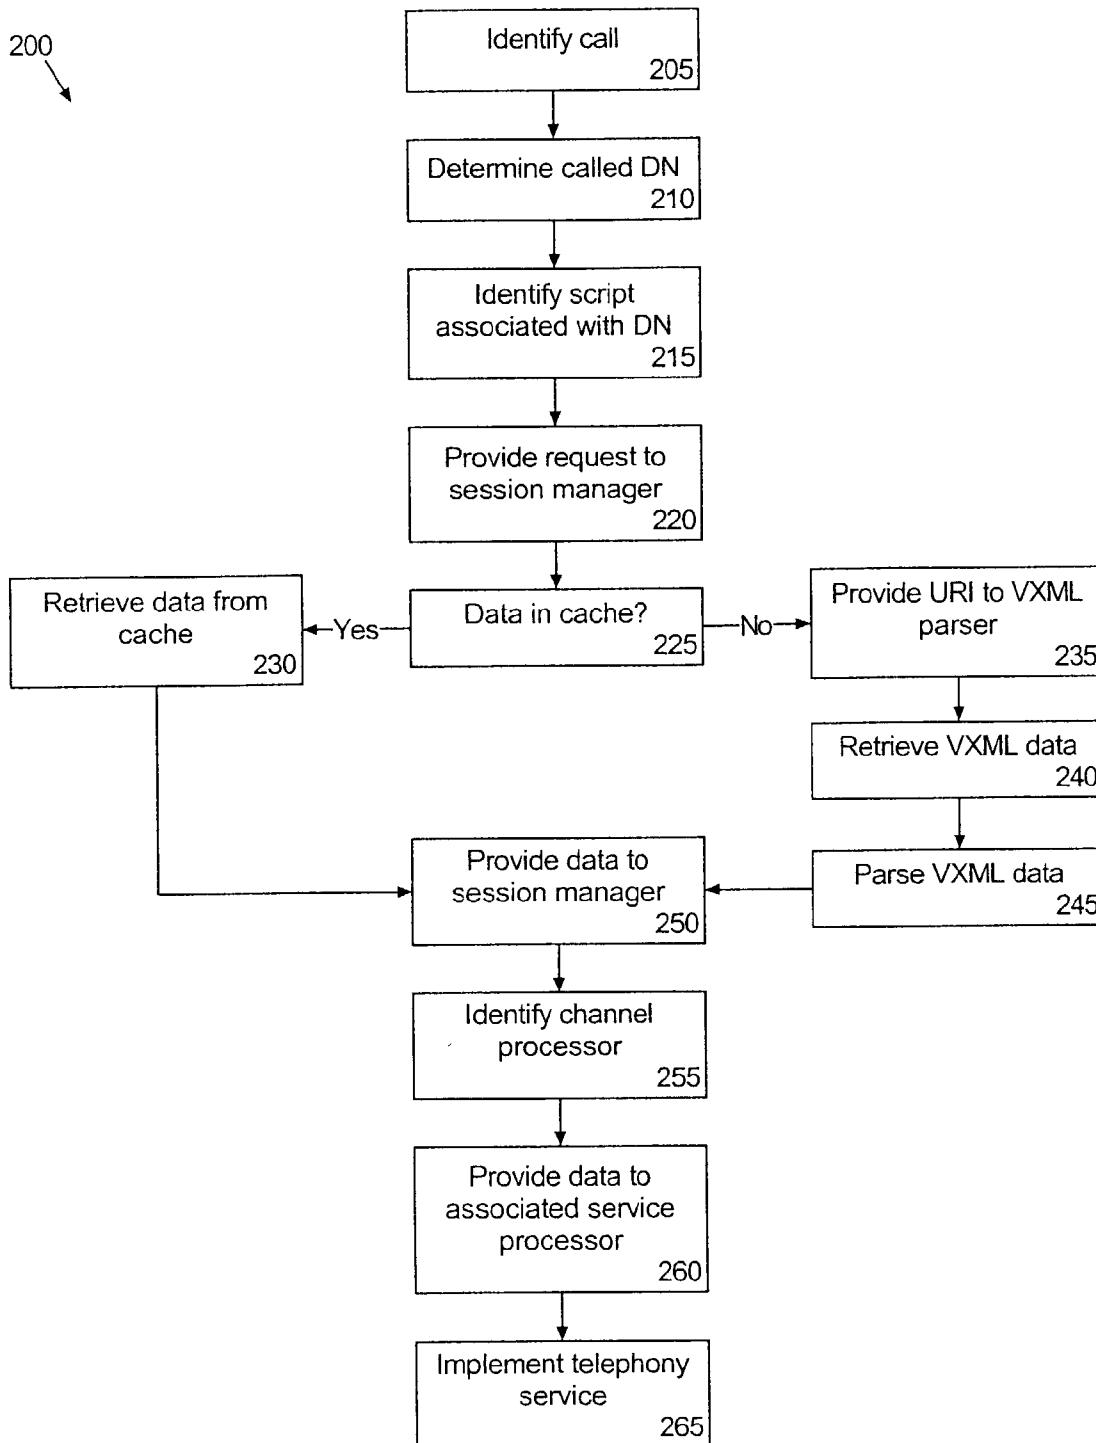 200
Identify call
205
Determine called DN
210
Identify script
associated with DN
215
Provide request to
session manager
220
Data in cache?
225
Yes
No
Retrieve data from
cache
230
Provide URI to VXML
parser
235
Retrieve VXML data
240
Parse VXML data
245
Provide data to
session manager
250
Identify channel
processor
255
Provide data to
associated service
processor
260
Implement telephony
service
265